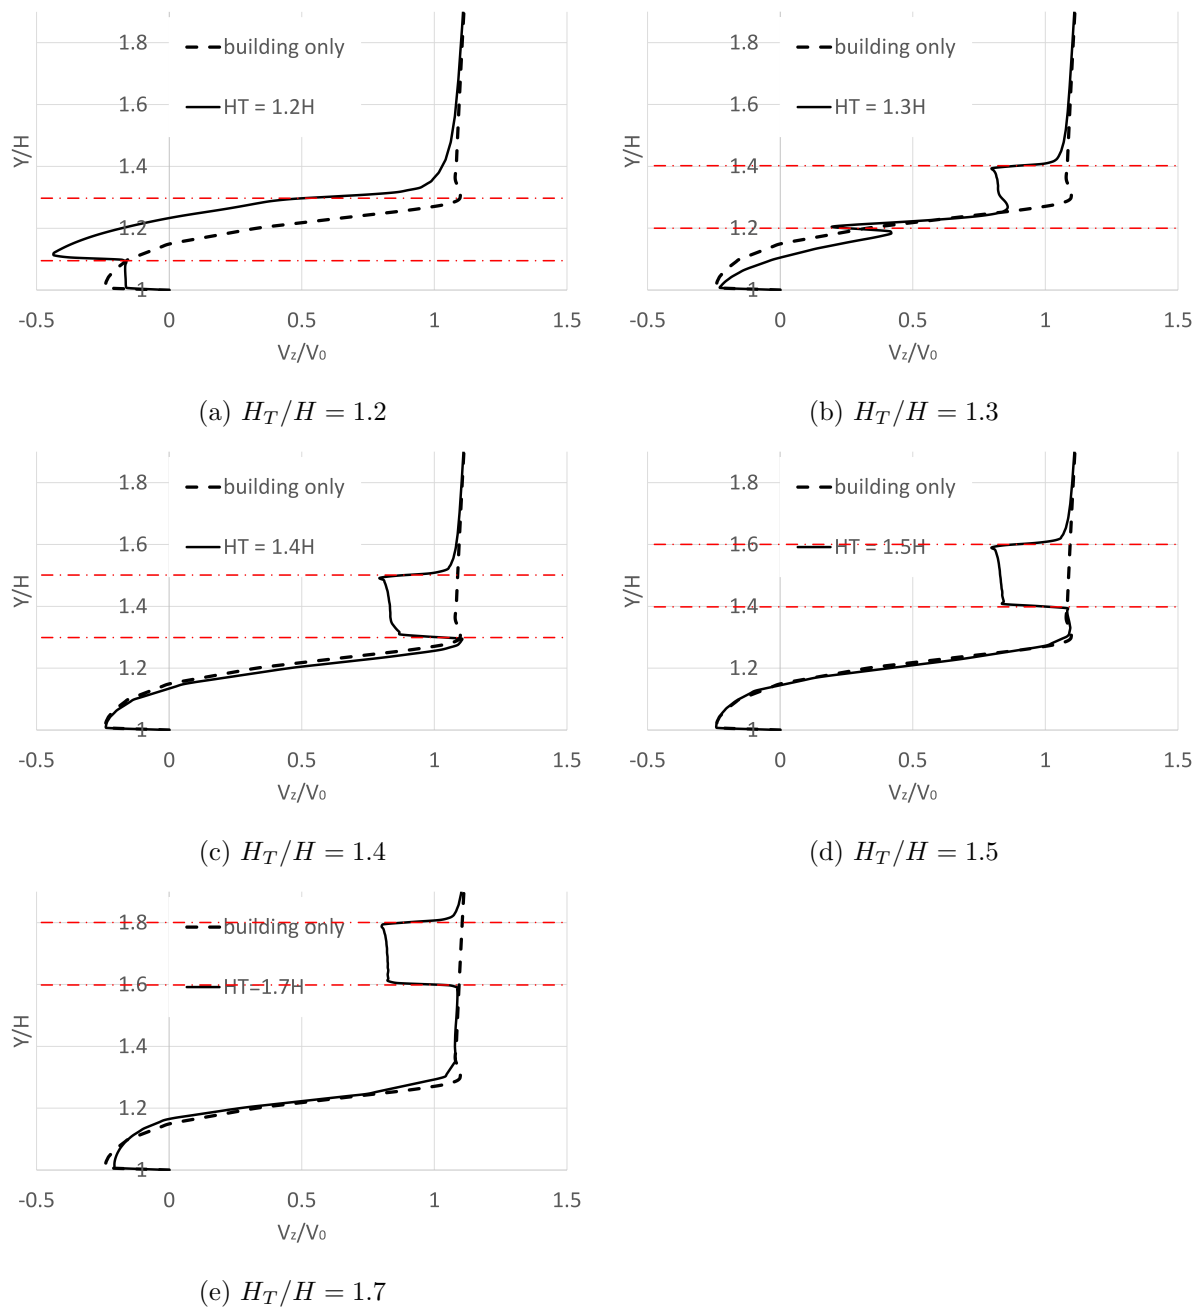 1.8
building only
1.6
HT = 1.2H
1.4
1.2
1
Y/H
-0.5 0 0.5 1 1.5
Vz/V0
(a) H_T/H = 1.2
1.8
building only
1.6
HT = 1.3H
1.4
1.2
1
Y/H
-0.5 0 0.5 1 1.5
Vz/V0
(b) H_T/H = 1.3
1.8
building only
1.6
HT = 1.4H
1.4
1.2
1
Y/H
-0.5 0 0.5 1 1.5
Vz/V0
(c) H_T/H = 1.4
1.8
building only
1.6
HT = 1.5H
1.4
1.2
1
Y/H
-0.5 0 0.5 1 1.5
Vz/V0
(d) H_T/H = 1.5
1.8
building only
1.6
HT=1.7H
1.4
1.2
1
Y/H
-0.5 0 0.5 1 1.5
Vz/V0
(e) H_T/H = 1.7